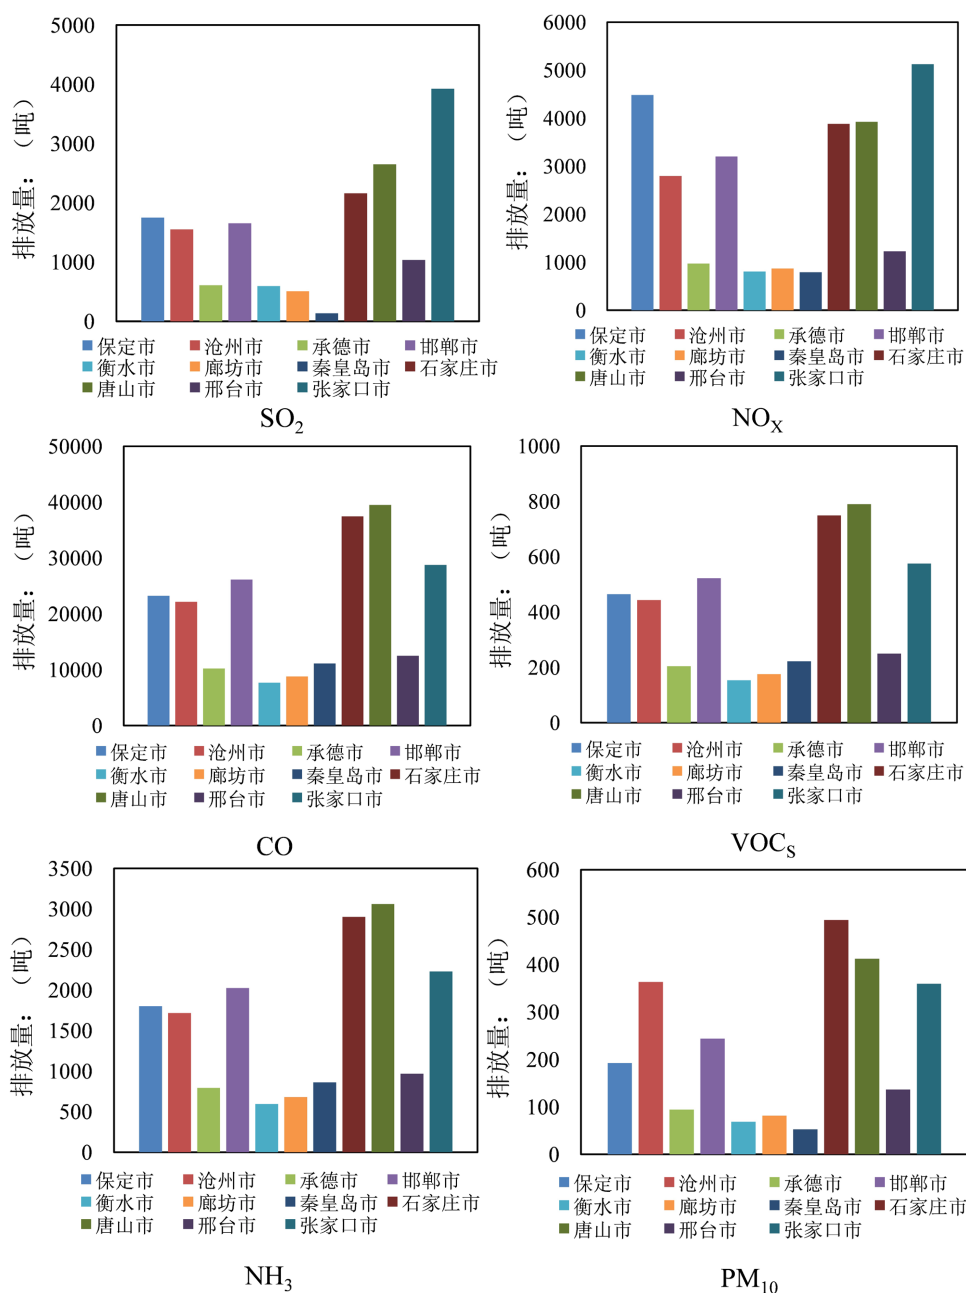 5000
4000
3000
2000
1000
0
排放量：（吨）
保定市 沧州市 承德市 邯郸市
衡水市 廊坊市 秦皇岛市 石家庄市
唐山市 邢台市 张家口市
SO2
6000
5000
4000
3000
2000
1000
0
排放量：（吨）
保定市 沧州市 承德市 邯郸市
衡水市 廊坊市 秦皇岛市 石家庄市
唐山市 邢台市 张家口市
NOX
50000
40000
30000
20000
10000
0
排放量：（吨）
保定市 沧州市 承德市 邯郸市
衡水市 廊坊市 秦皇岛市 石家庄市
唐山市 邢台市 张家口市
CO
1000
800
600
400
200
0
排放量：（吨）
保定市 沧州市 承德市 邯郸市
衡水市 廊坊市 秦皇岛市 石家庄市
唐山市 邢台市 张家口市
VOCS
3500
3000
2500
2000
1500
1000
500
0
排放量：（吨）
保定市 沧州市 承德市 邯郸市
衡水市 廊坊市 秦皇岛市 石家庄市
唐山市 邢台市 张家口市
NH3
600
500
400
300
200
100
0
排放量：（吨）
保定市 沧州市 承德市 邯郸市
衡水市 廊坊市 秦皇岛市 石家庄市
唐山市 邢台市 张家口市
PM10